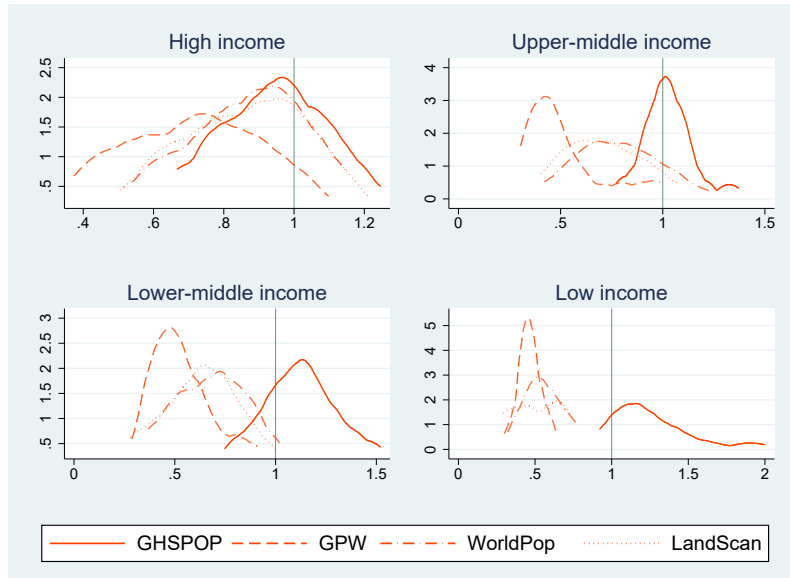 High income
2.5
2
1.5
1
.5
.4 .6 .8 1 1.2
Upper-middle income
4
3
2
1
0
0 .5 1 1.5
Lower-middle income
3
2.5
2
1.5
1
.5
0 .5 1 1.5
Low income
5
4
3
2
1
0
0 .5 1 1.5 2
GHSPOP GPW WorldPop LandScan